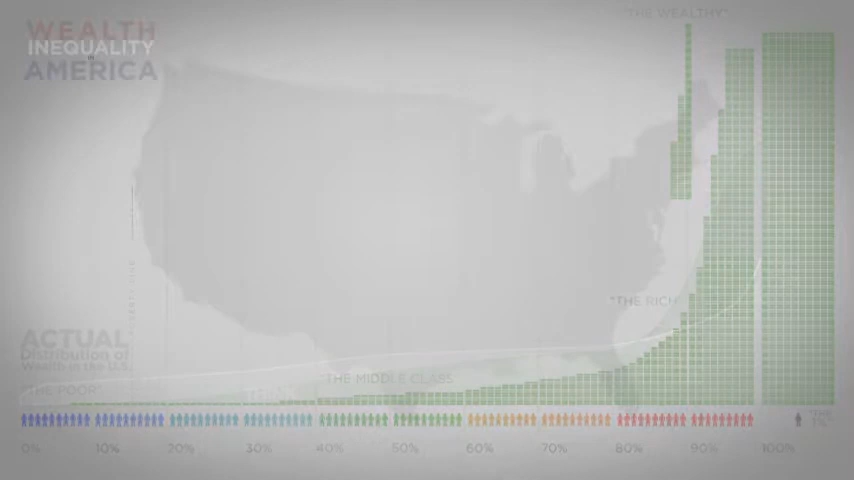 WEALTH
INEQUALITY
IN
AMERICA
"THE WEALTHY"
"THE RICH"
ACTUAL
Distribution of
Wealth in the U.S.
"THE MIDDLE CLASS
"THE POOR"
0% 10% 20% 30% 40% 50% 60% 70% 80% 90% 100%